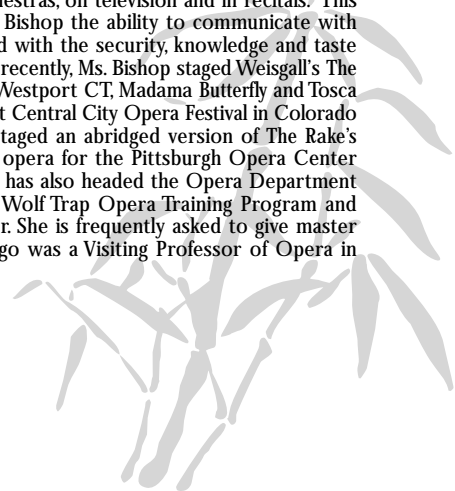 estras, on television and in recitals. This
Bishop the ability to communicate with
d with the security, knowledge and taste
recently, Ms. Bishop staged Weisgall's The
Westport CT, Madama Butterfly and Tosca
t Central City Opera Festival in Colorado
taged an abridged version of The Rake's
opera for the Pittsburgh Opera Center
has also headed the Opera Department
Wolf Trap Opera Training Program and
r. She is frequently asked to give master
go was a Visiting Professor of Opera in